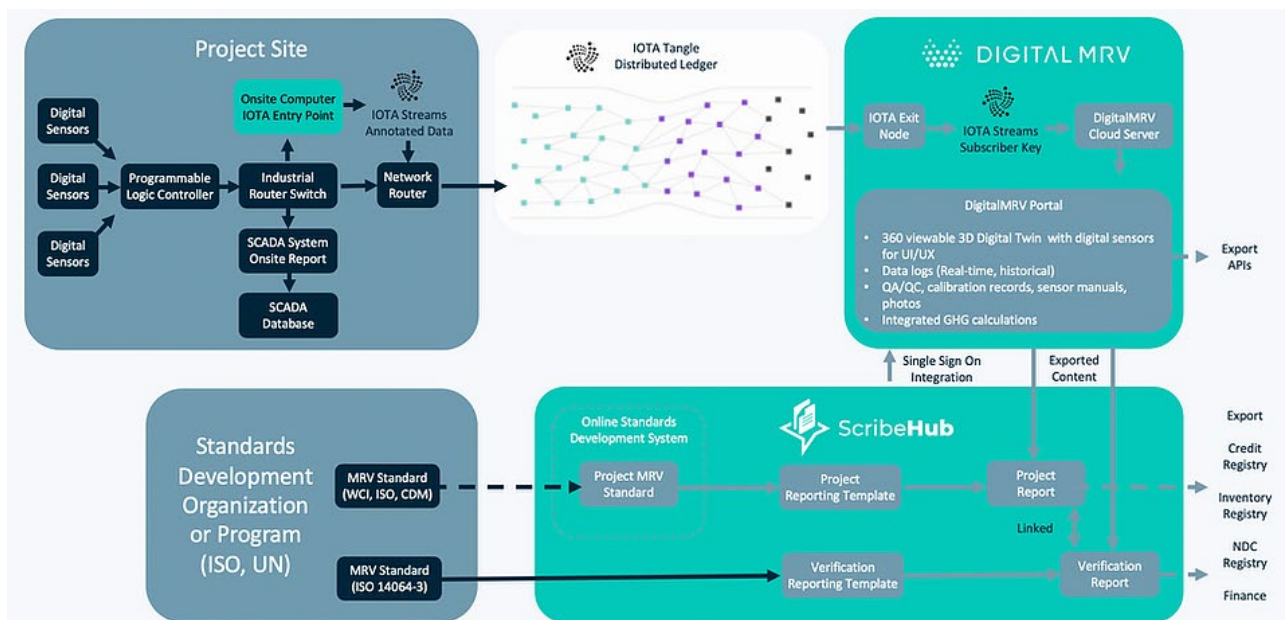 Project Site
Digital
Sensors
Digital
Sensors
Digital
Sensors
Programmable
Logic Controller
Onsite Computer
IOTA Entry Point
IOTA Streams
Annotated Data
Industrial
Router Switch
Network
Router
SCADA System
Onsite Report
SCADA
Database
IOTA Tangle
Distributed Ledger
DIGITAL MRV
IOTA Exit
Node
IOTA Streams
Subscriber Key
DigitalMRV
Cloud Server
DigitalMRV Portal
• 360 viewable 3D Digital Twin with digital sensors
for UI/UX
• Data logs (Real-time, historical)
• QA/QC, calibration records, sensor manuals,
photos
• Integrated GHG calculations
Export
APIs
Single Sign On
Integration
Exported
Content
Standards
Development
Organization
or Program
(ISO, UN)
MRV Standard
(WCI, ISO, CDM)
MRV Standard
(ISO 14064-3)
Online Standards
Development System
ScribeHub
Project MRV
Standard
Project
Reporting Template
Project
Report
Linked
Verification
Reporting Template
Verification
Report
Export
Credit
Registry
Inventory
Registry
NDC
Registry
Finance